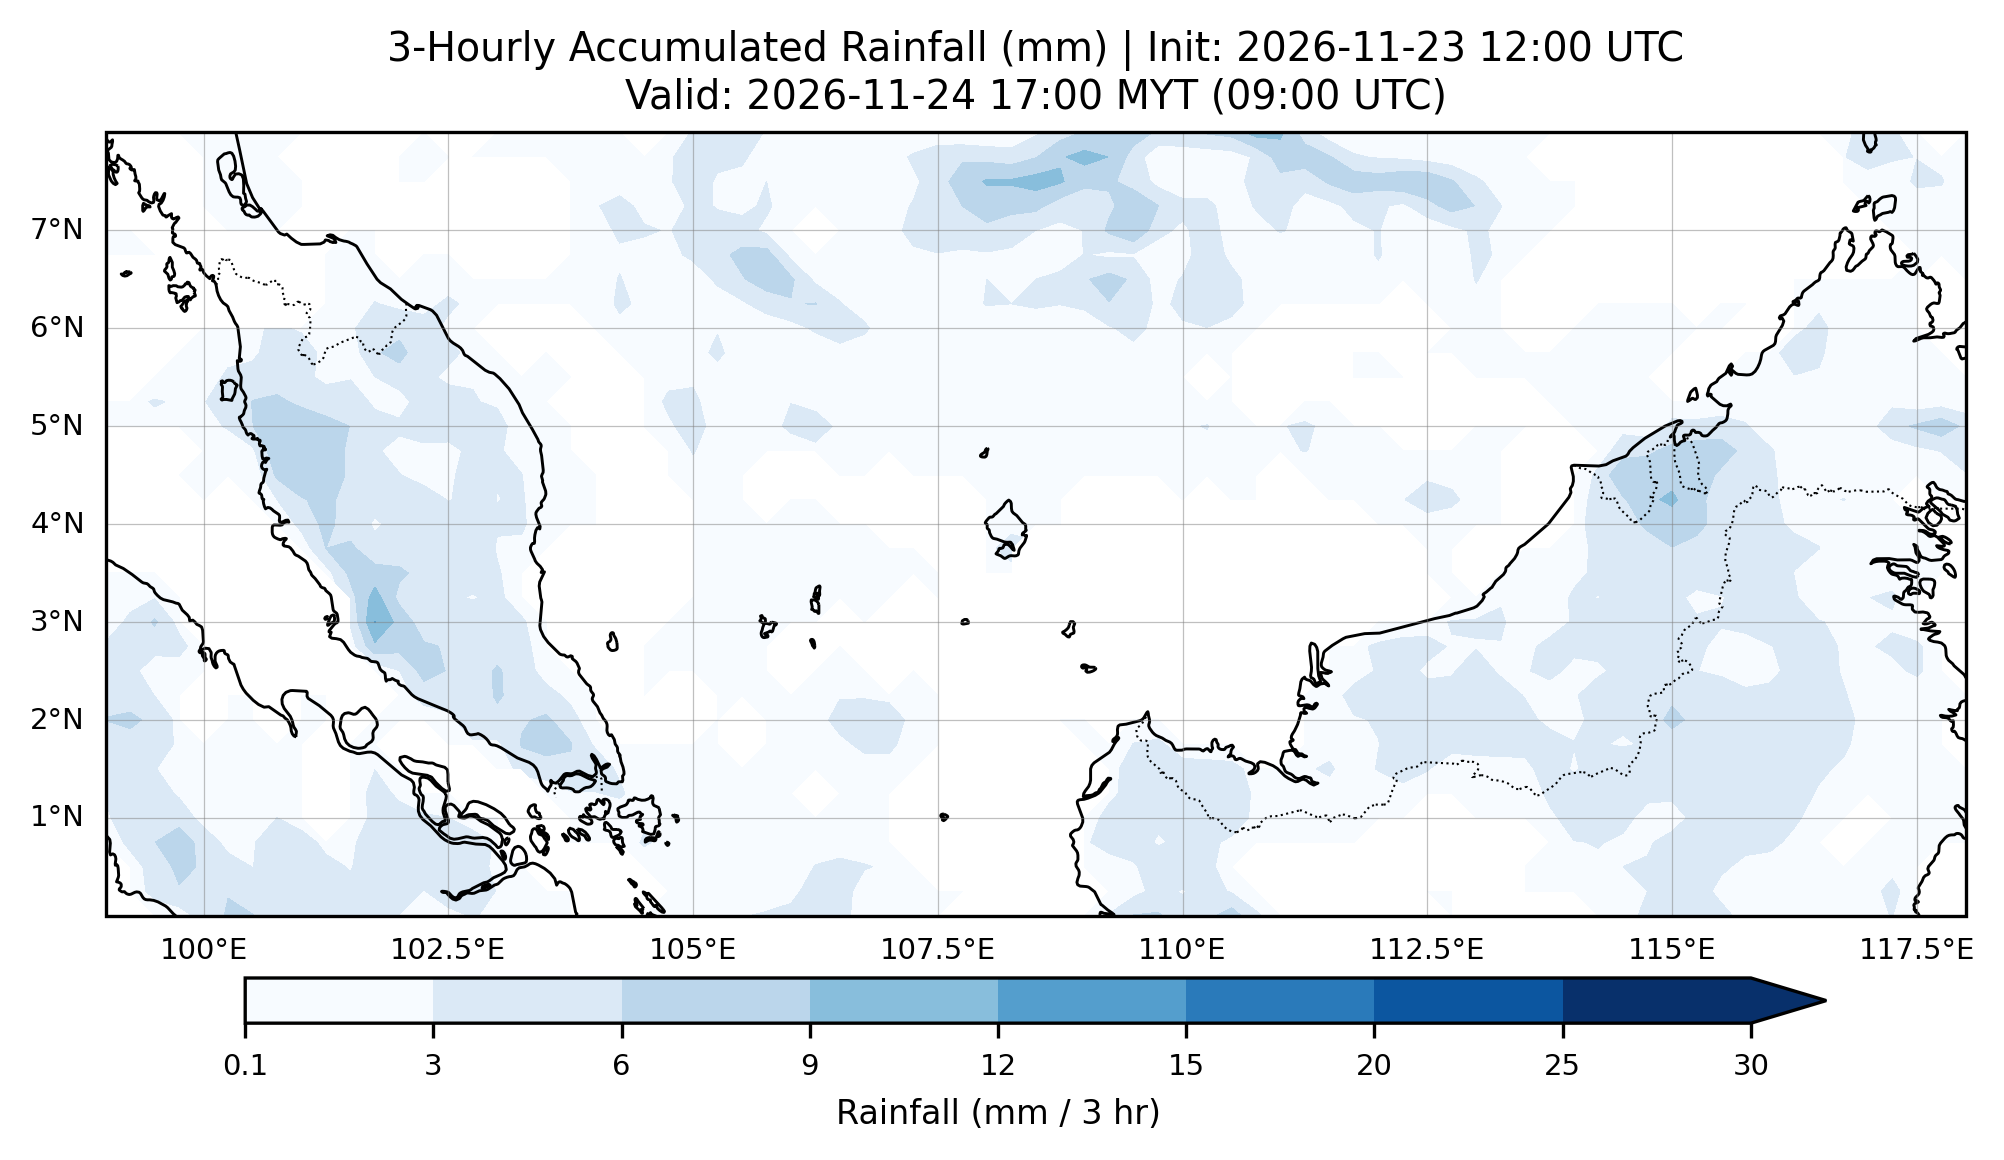 3-Hourly Accumulated Rainfall (mm) | Init: 2026-11-23 12:00 UTC
Valid: 2026-11-24 17:00 MYT (09:00 UTC)
7°N
6°N
5°N
4°N
3°N
2°N
1°N
100°E 102.5°E 105°E 107.5°E 110°E 112.5°E 115°E 117.5°E
0.1 3 6 9 12 15 20 25 30
Rainfall (mm / 3 hr)